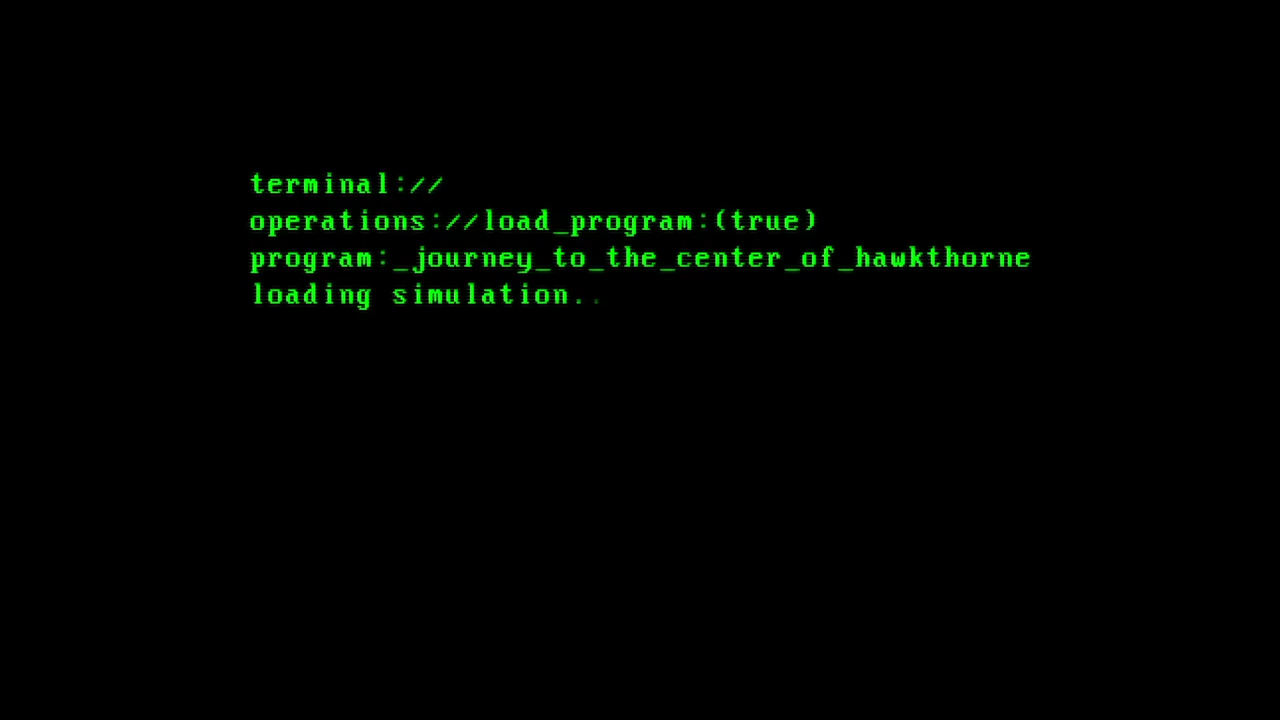 terminal://
operations://load_program:(true)
program:_journey_to_the_center_of_hawkthorne
loading simulation..